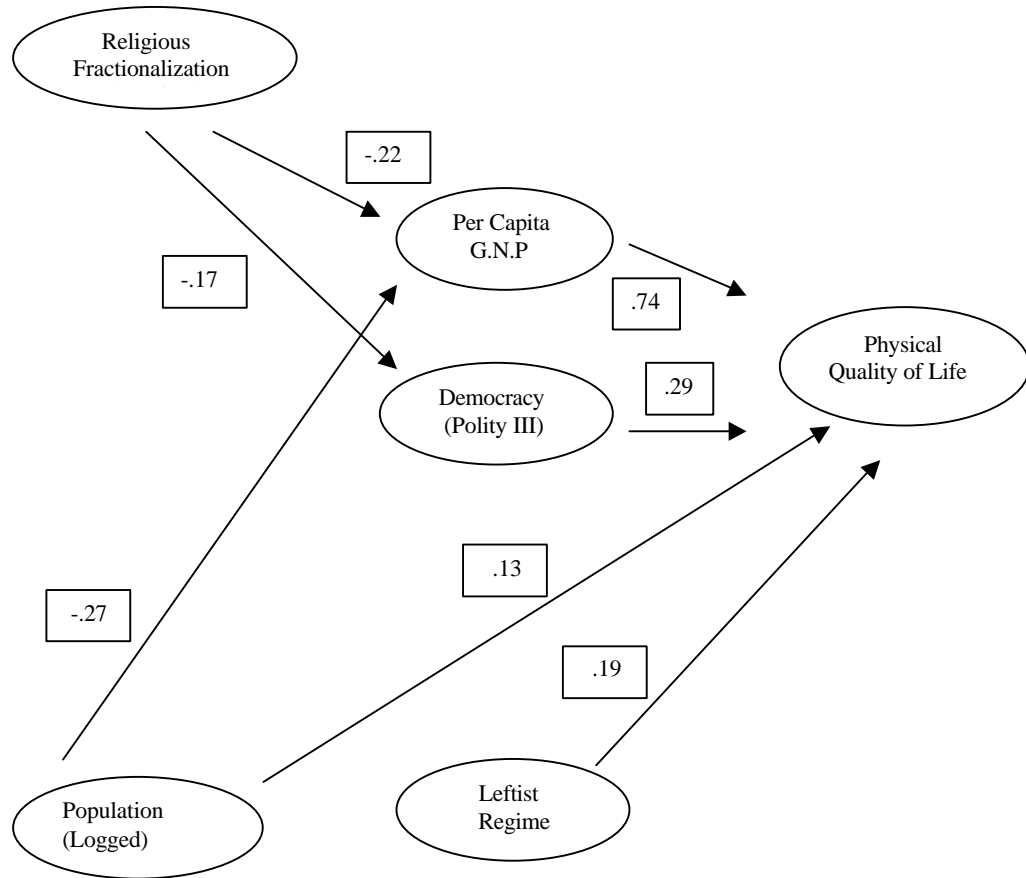 Religious
Fractionalization
-.22
Per Capita
G.N.P
-.17
.74
Physical
Quality of Life
Democracy
(Polity III)
.29
.13
-.27
.19
Population
(Logged)
Leftist
Regime